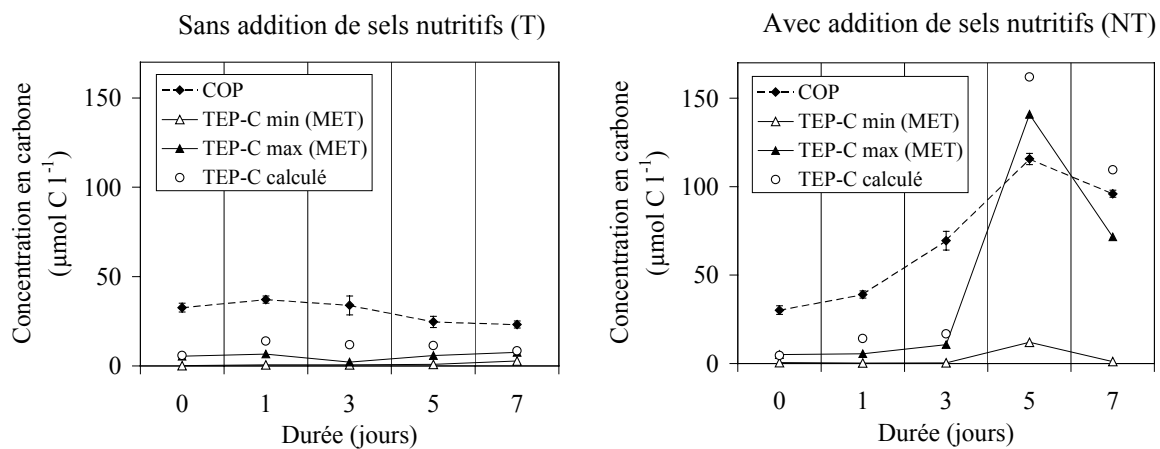 Sans addition de sels nutritifs (T)
Concentration en carbone
(µmol C l⁻¹)
150
100
50
0
COP
TEP-C min (MET)
TEP-C max (MET)
TEP-C calculé
0 1 3 5 7
Durée (jours)
Avec addition de sels nutritifs (NT)
Concentration en carbone
(µmol C l⁻¹)
150
100
50
0
COP
TEP-C min (MET)
TEP-C max (MET)
TEP-C calculé
0 1 3 5 7
Durée (jours)